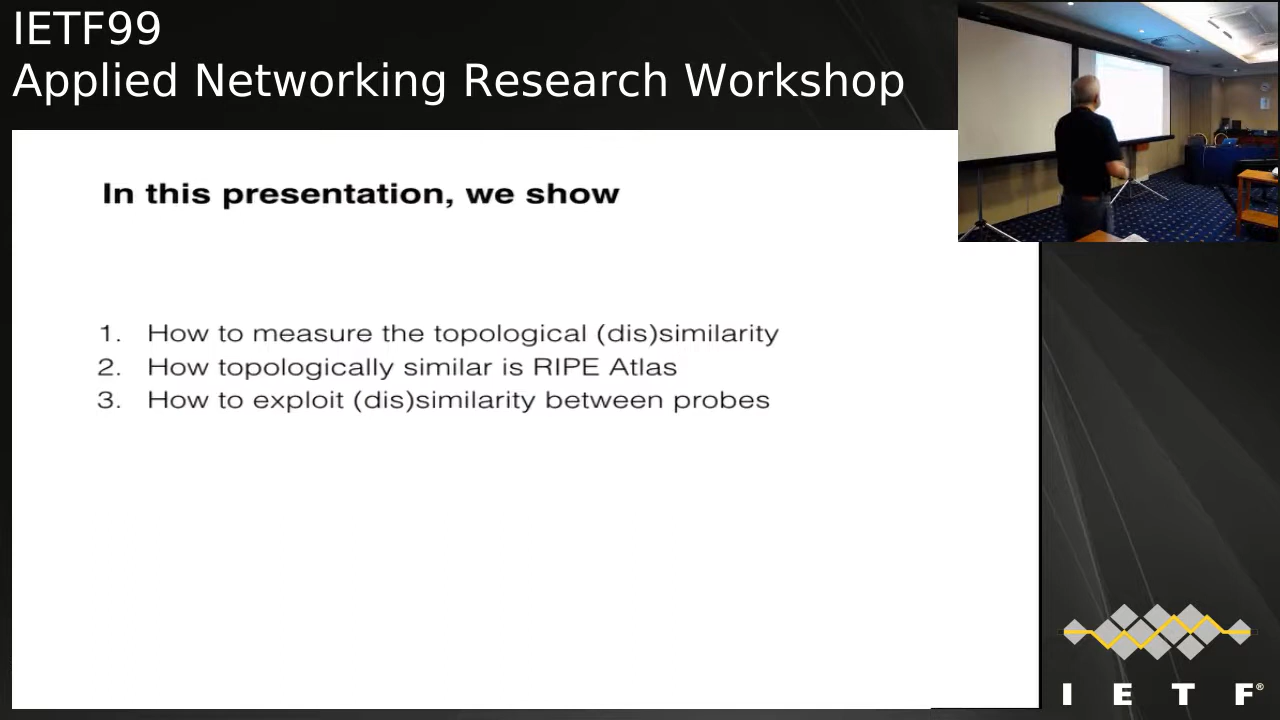 IETF99
Applied Networking Research Workshop
In this presentation, we show
1. How to measure the topological (dis)similarity
2. How topologically similar is RIPE Atlas
3. How to exploit (dis)similarity between probes
I E T F®